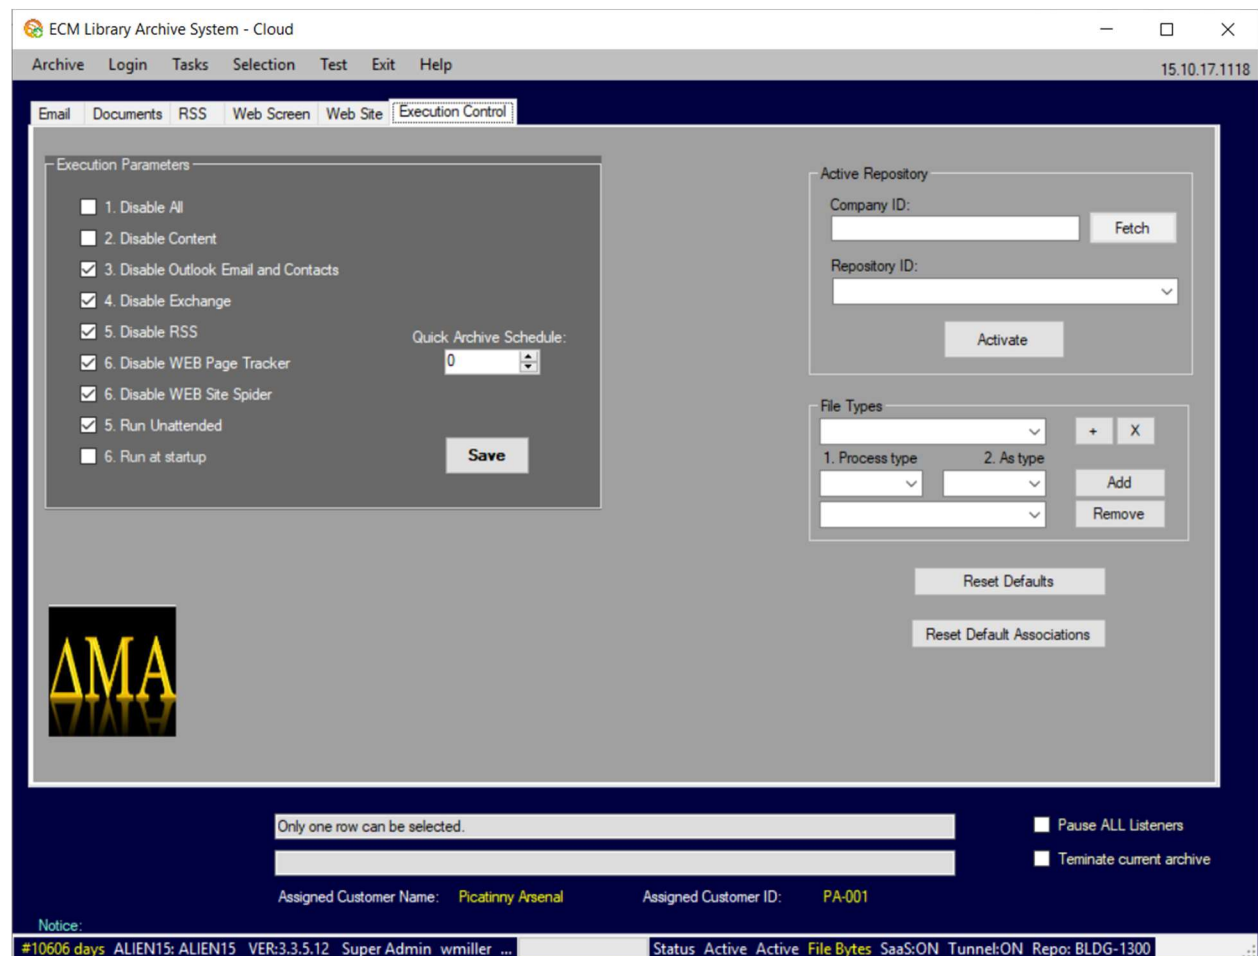 ECM Library Archive System - Cloud
Archive Login Tasks Selection Test Exit Help
15.10.17.1118
Email Documents RSS Web Screen Web Site Execution Control
Execution Parameters
1. Disable All
2. Disable Content
3. Disable Outlook Email and Contacts
4. Disable Exchange
5. Disable RSS
6. Disable WEB Page Tracker
6. Disable WEB Site Spider
5. Run Unattended
6. Run at startup
Quick Archive Schedule:
0
Save
Active Repository
Company ID:
Fetch
Repository ID:
Activate
File Types
+ X
1. Process type 2. As type
Add
Remove
Reset Defaults
Reset Default Associations
ΔMA
Only one row can be selected.
Pause ALL Listeners
Teminate current archive
Assigned Customer Name: Picatinny Arsenal Assigned Customer ID: PA-001
Notice:
#10606 days ALIEN15: ALIEN15 VER:3.3.5.12 Super Admin wmiller ... Status Active Active File Bytes SaaS:ON Tunnel:ON Repo: BLDG-1300